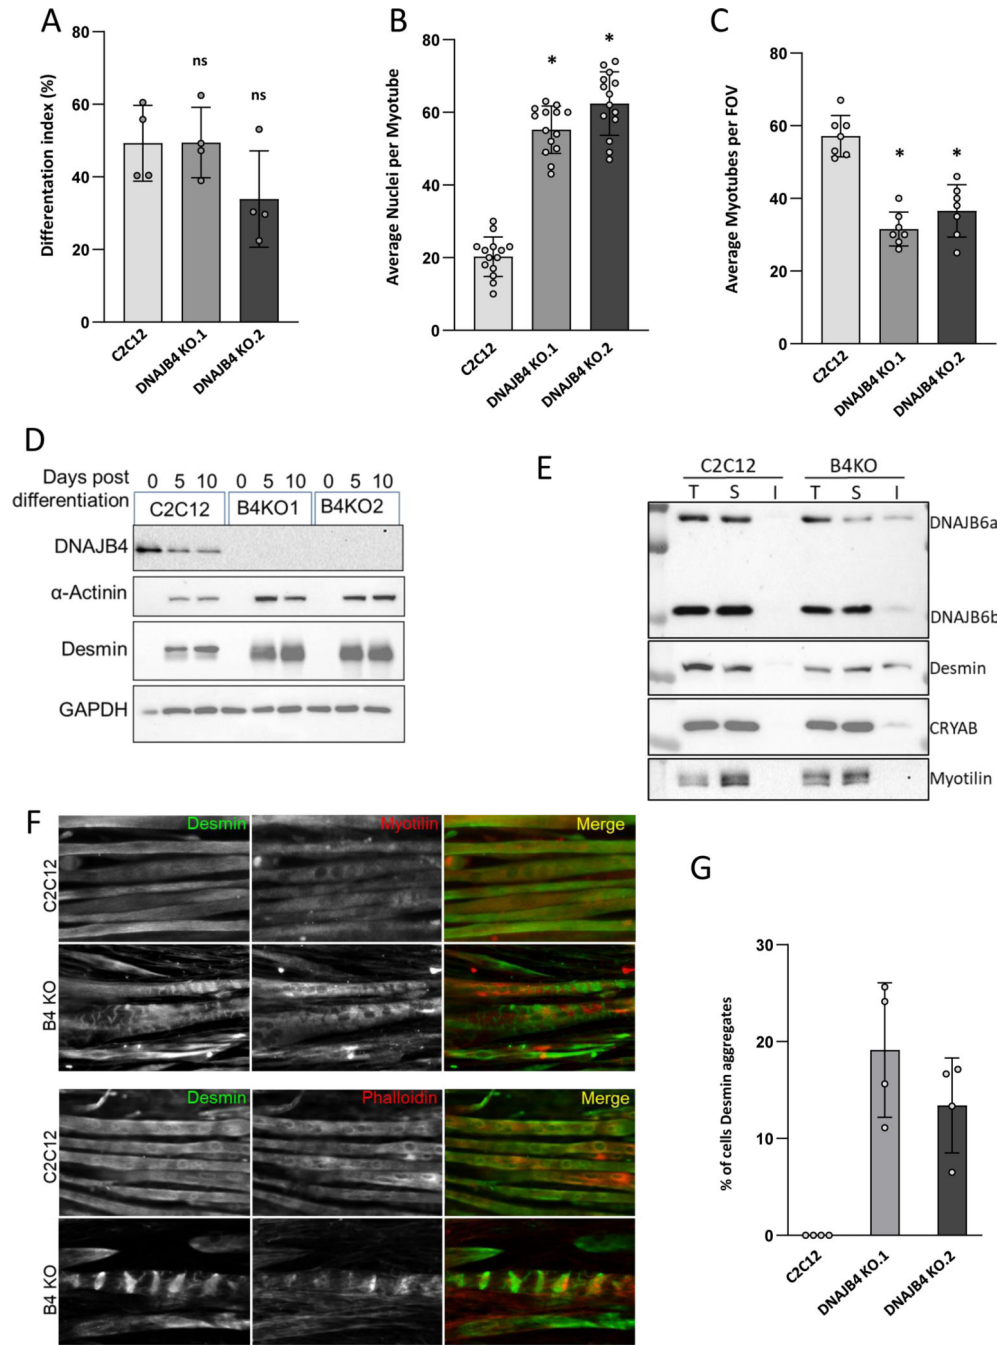 A
Differentation index (%)
80
60
40
20
0
ns
ns
C2C12
DNAJB4 KO.1
DNAJB4 KO.2
B
Average Nuclei per Myotube
80
60
40
20
0
*
*
C2C12
DNAJB4 KO.1
DNAJB4 KO.2
C
Average Myotubes per FOV
80
60
40
20
0
*
*
C2C12
DNAJB4 KO.1
DNAJB4 KO.2
D
Days post differentiation
0 5 10 0 5 10 0 5 10
C2C12 B4KO1 B4KO2
DNAJB4
α-Actinin
Desmin
GAPDH
E
C2C12 B4KO
T S I T S I
DNAJB6a
DNAJB6b
Desmin
CRYAB
Myotilin
F
Desmin Myotilin Merge
C2C12
B4 KO
Desmin Phalloidin Merge
C2C12
B4 KO
G
% of cells Desmin aggregates
30
20
10
0
C2C12
DNAJB4 KO.1
DNAJB4 KO.2